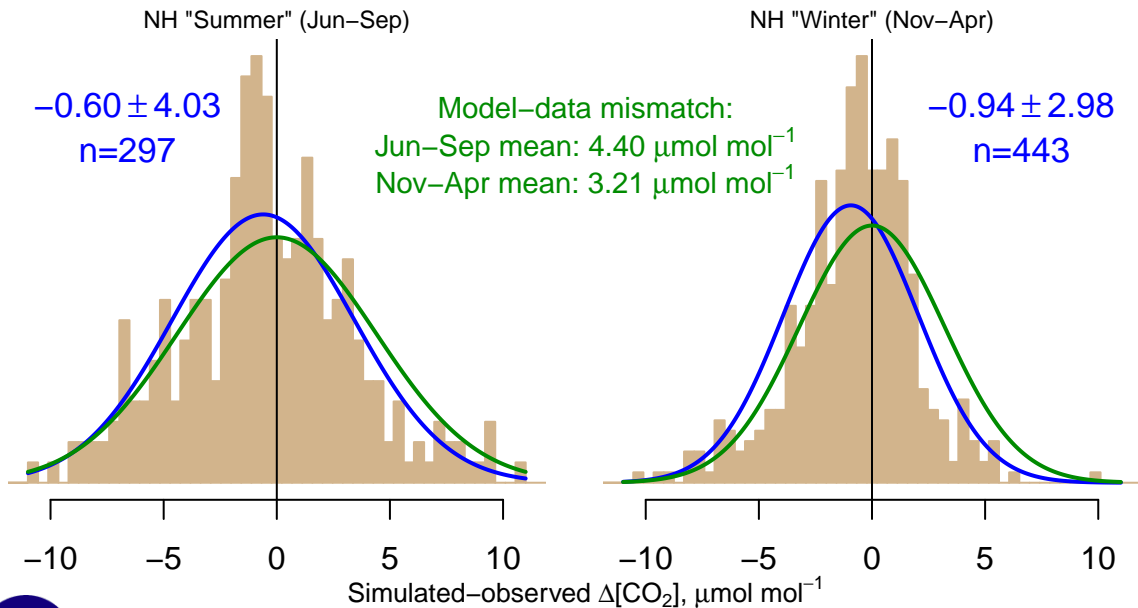 NH "Summer" (Jun−Sep)
NH "Winter" (Nov−Apr)
−0.60 ± 4.03
n=297
Model−data mismatch:
Jun−Sep mean: 4.40 μmol mol⁻¹
Nov−Apr mean: 3.21 μmol mol⁻¹
−0.94 ± 2.98
n=443
−10 −5 0 5 10
−10 −5 0 5 10
Simulated−observed Δ[CO₂], μmol mol⁻¹